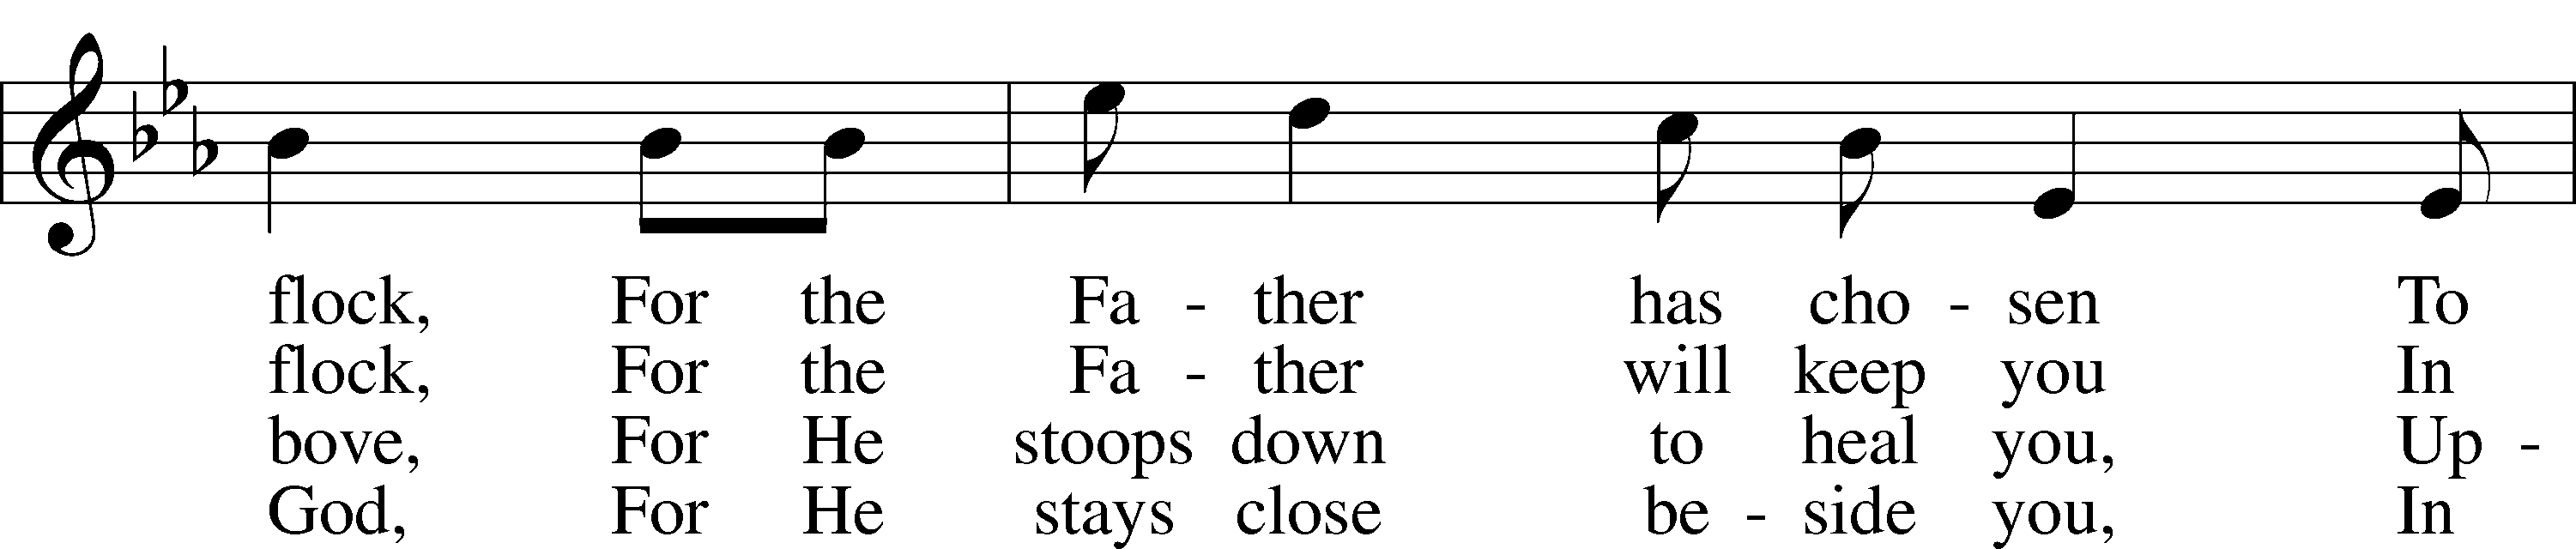 flock, For the Fa - ther has cho - sen To
flock, For the Fa - ther will keep you In
bove, For He stoops down to heal you, Up -
God, For He stays close be - side you, In